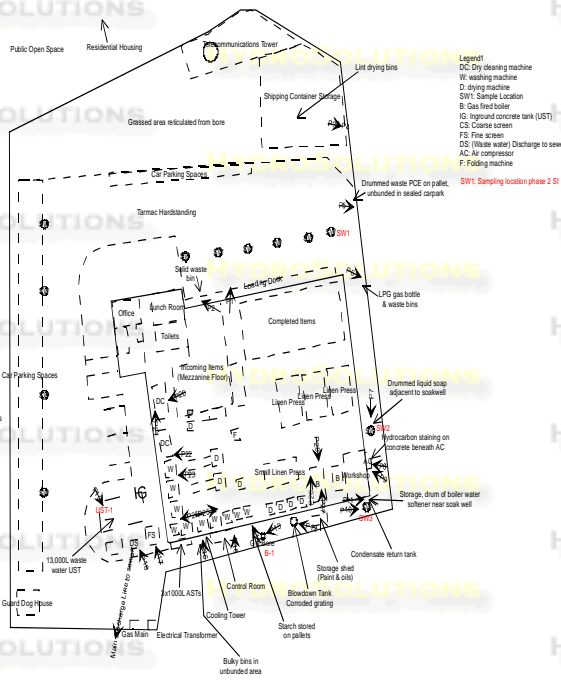 HYDROSOLUTIONS
Public Open Space
Residential Housing
Telecommunications Tower
Lint drying bins
Legend1
DC: Dry cleaning machine
W: washing machine
D: drying machine
SW1: Sample Location
B: Gas fired boiler
IG: Inground concrete tank (UST)
CS: Coarse screen
FS: Fine screen
DS: (Waste water) Discharge to sewe
AC: Air compressor
F: Folding machine
SW1: Sampling location phase 2 SI
Shipping Container Storage
Grassed area reticulated from bore
Car Parking Spaces
Drummed waste PCE on pallet,
unbunded in sealed carpark
Tarmac Hardstanding
SW1
Solid waste
bin
Loading Dock
LPG gas bottle
& waste bins
Office
Lunch Room
Toilets
Completed Items
Incoming Items
(Mezzanine Floor)
Car Parking Spaces
Linen Press
Linen Press
Linen Press
P7
Drummed liquid soap
adjacent to soakwell
DC
DC
SW2
Hydrocarbon staining on
concrete beneath AC
F
P22
P23
Small Linen Press
Workshop
IG
UST-1
Storage, drum of boiler water
softener near soak well
SW3
FS
DS
B-1
Condensate return tank
13,000L waste
water UST
Storage shed
(Paint & oils)
Control Room
Blowdown Tank
Corroded grating
3x1000L ASTs
Cooling Tower
Guard Dog House
Starch stored
on pallets
Gas Main
Electrical Transformer
Bulky bins in
unbunded area